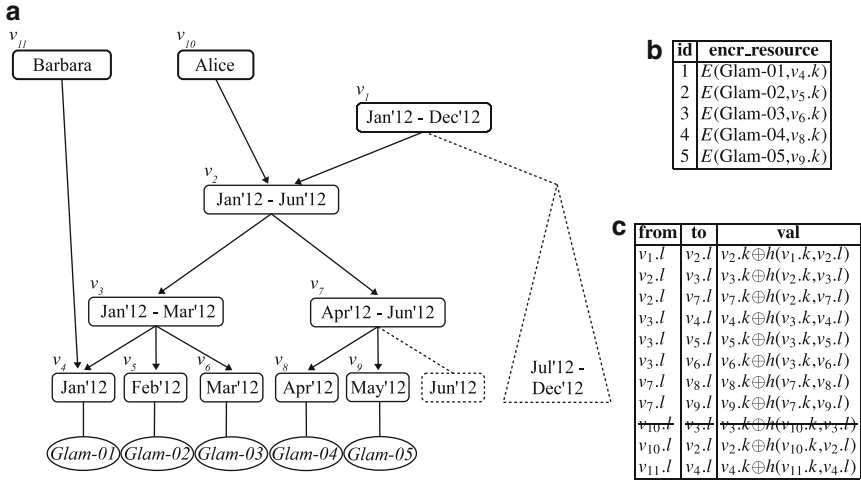 a
v11
Barbara
v10
Alice
v1
Jan'12 - Dec'12
v2
Jan'12 - Jun'12
v3
Jan'12 - Mar'12
v7
Apr'12 - Jun'12
v4
Jan'12
v5
Feb'12
v6
Mar'12
v8
Apr'12
v9
May'12
Jun'12
Jul'12 -
Dec'12
Glam-01
Glam-02
Glam-03
Glam-04
Glam-05
b
id encr_resource
1 E(Glam-01,v4.k)
2 E(Glam-02,v5.k)
3 E(Glam-03,v6.k)
4 E(Glam-04,v8.k)
5 E(Glam-05,v9.k)
c
from to val
v1.l v2.l v2.k⊕h(v1.k,v2.l)
v2.l v3.l v3.k⊕h(v2.k,v3.l)
v2.l v7.l v7.k⊕h(v2.k,v7.l)
v3.l v4.l v4.k⊕h(v3.k,v4.l)
v3.l v5.l v5.k⊕h(v3.k,v5.l)
v3.l v6.l v6.k⊕h(v3.k,v6.l)
v7.l v8.l v8.k⊕h(v7.k,v8.l)
v7.l v9.l v9.k⊕h(v7.k,v9.l)
v10.l v3.l v3.k⊕h(v10.k,v3.l)
v10.l v2.l v2.k⊕h(v10.k,v2.l)
v11.l v4.l v4.k⊕h(v11.k,v4.l)